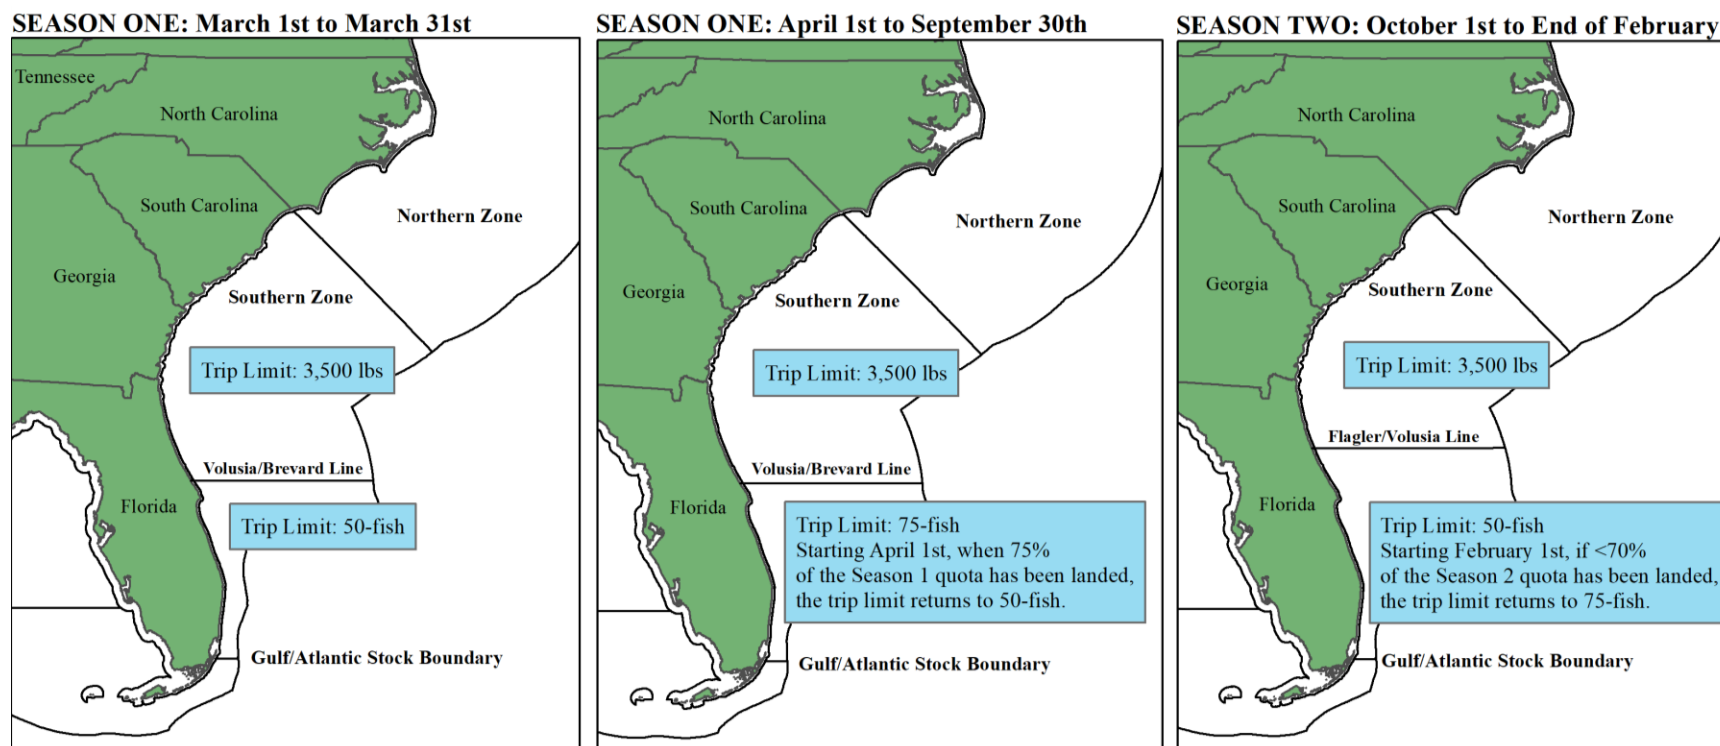 SEASON ONE: March 1st to March 31st
Tennessee
North Carolina
South Carolina
Northern Zone
Georgia
Southern Zone
Trip Limit: 3,500 lbs
Volusia/Brevard Line
Florida
Trip Limit: 50-fish
Gulf/Atlantic Stock Boundary
SEASON ONE: April 1st to September 30th
North Carolina
South Carolina
Northern Zone
Georgia
Southern Zone
Trip Limit: 3,500 lbs
Volusia/Brevard Line
Florida
Trip Limit: 75-fish
Starting April 1st, when 75%
of the Season 1 quota has been landed,
the trip limit returns to 50-fish.
Gulf/Atlantic Stock Boundary
SEASON TWO: October 1st to End of February
North Carolina
South Carolina
Northern Zone
Georgia
Southern Zone
Trip Limit: 3,500 lbs
Flagler/Volusia Line
Florida
Trip Limit: 50-fish
Starting February 1st, if <70%
of the Season 2 quota has been landed,
the trip limit returns to 75-fish.
Gulf/Atlantic Stock Boundary